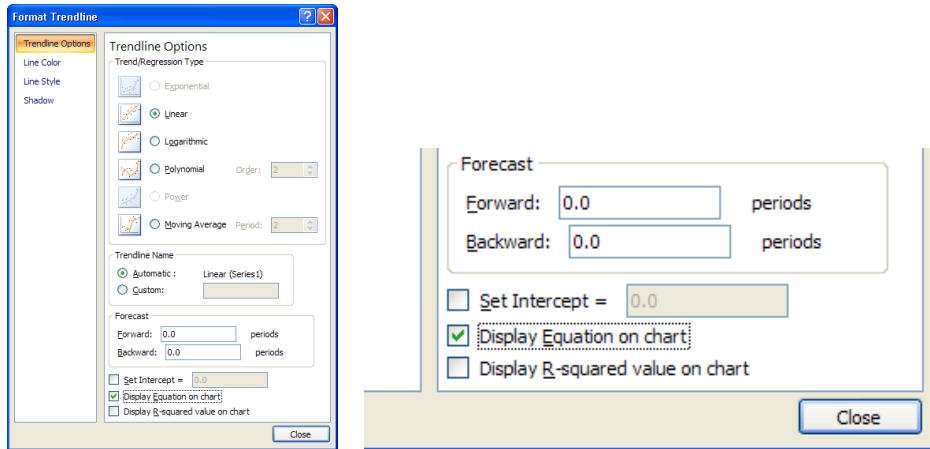 Format Trendline
Trendline Options
Line Color
Line Style
Shadow
Trendline Options
Trend/Regression Type
Exponential
Linear
Logarithmic
Polynomial Order: 2
Power
Moving Average Period: 2
Trendline Name
Automatic : Linear (Series1)
Custom:
Forecast
Forward: 0.0 periods
Backward: 0.0 periods
Set Intercept = 0.0
Display Equation on chart
Display R-squared value on chart
Close
Forecast
Forward: 0.0 periods
Backward: 0.0 periods
Set Intercept = 0.0
Display Equation on chart
Display R-squared value on chart
Close